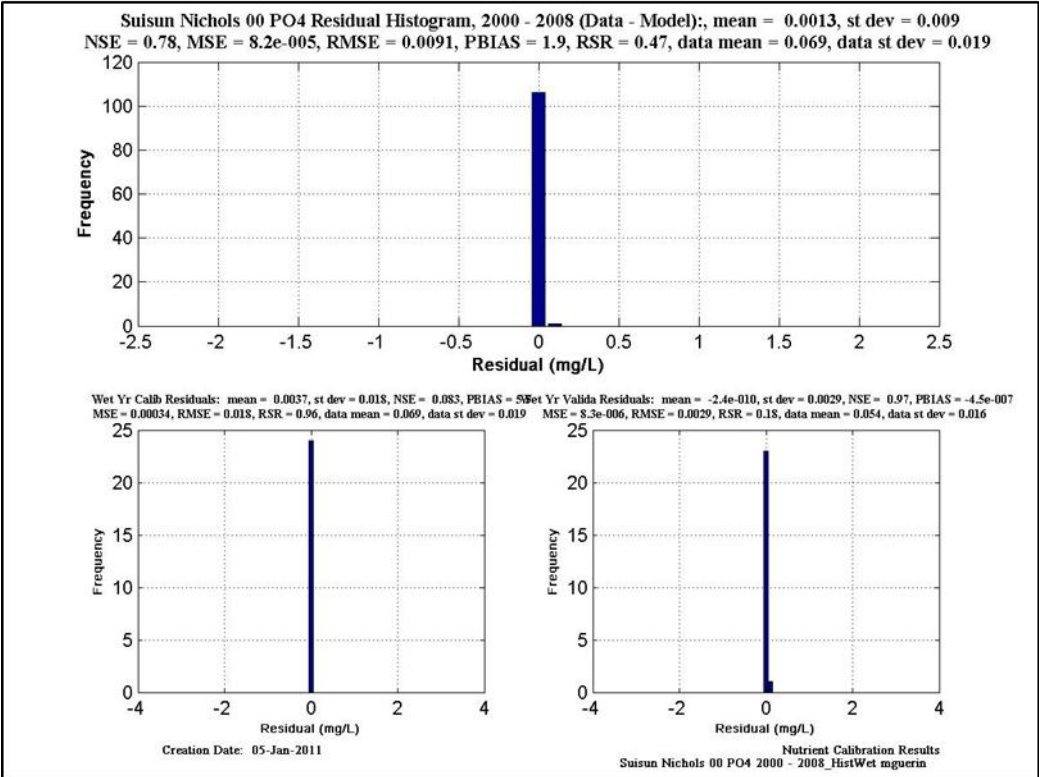 Suisun Nichols 00 PO4 Residual Histogram, 2000 - 2008 (Data - Model):, mean = 0.0013, st dev = 0.009
NSE = 0.78, MSE = 8.2e-005, RMSE = 0.0091, PBIAS = 1.9, RSR = 0.47, data mean = 0.069, data st dev = 0.019
120
100
80
60
40
20
0
Frequency
-2.5 -2 -1.5 -1 -0.5 0 0.5 1 1.5 2 2.5
Residual (mg/L)
Wet Yr Calib Residuals: mean = 0.0037, st dev = 0.018, NSE = 0.083, PBIAS =
MSE = 0.00034, RMSE = 0.018, RSR = 0.96, data mean = 0.069, data st dev = 0.019
25
20
15
10
5
0
Frequency
-4 -2 0 2 4
Residual (mg/L)
Wet Yr Valida Residuals: mean = -2.4e-010, st dev = 0.0029, NSE = 0.97, PBIAS = -4.5e-007
MSE = 8.3e-006, RMSE = 0.0029, RSR = 0.18, data mean = 0.054, data st dev = 0.016
25
20
15
10
5
0
Frequency
-4 -2 0 2 4
Residual (mg/L)
Creation Date: 05-Jan-2011
Nutrient Calibration Results
Suisun Nichols 00 PO4 2000 - 2008_HistWet mguerin